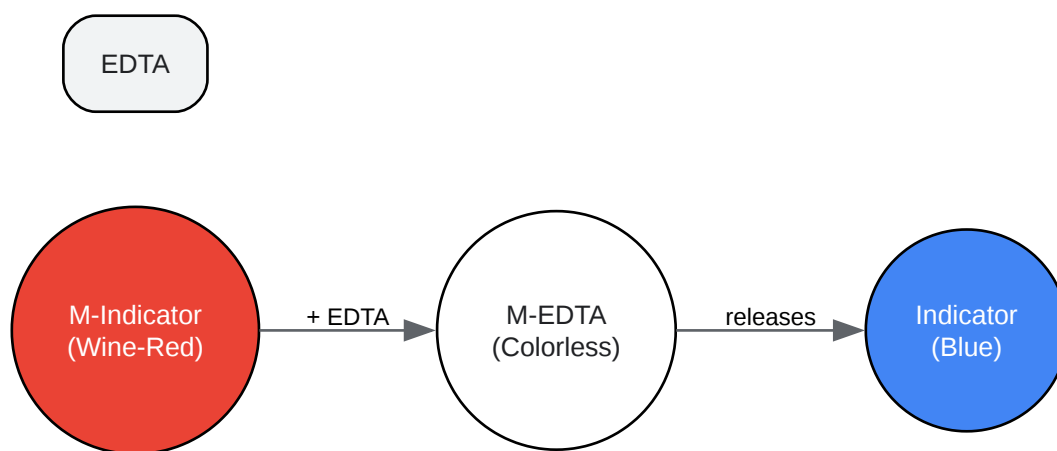 EDTA
M-Indicator
(Wine-Red)
+ EDTA
M-EDTA
(Colorless)
releases
Indicator
(Blue)